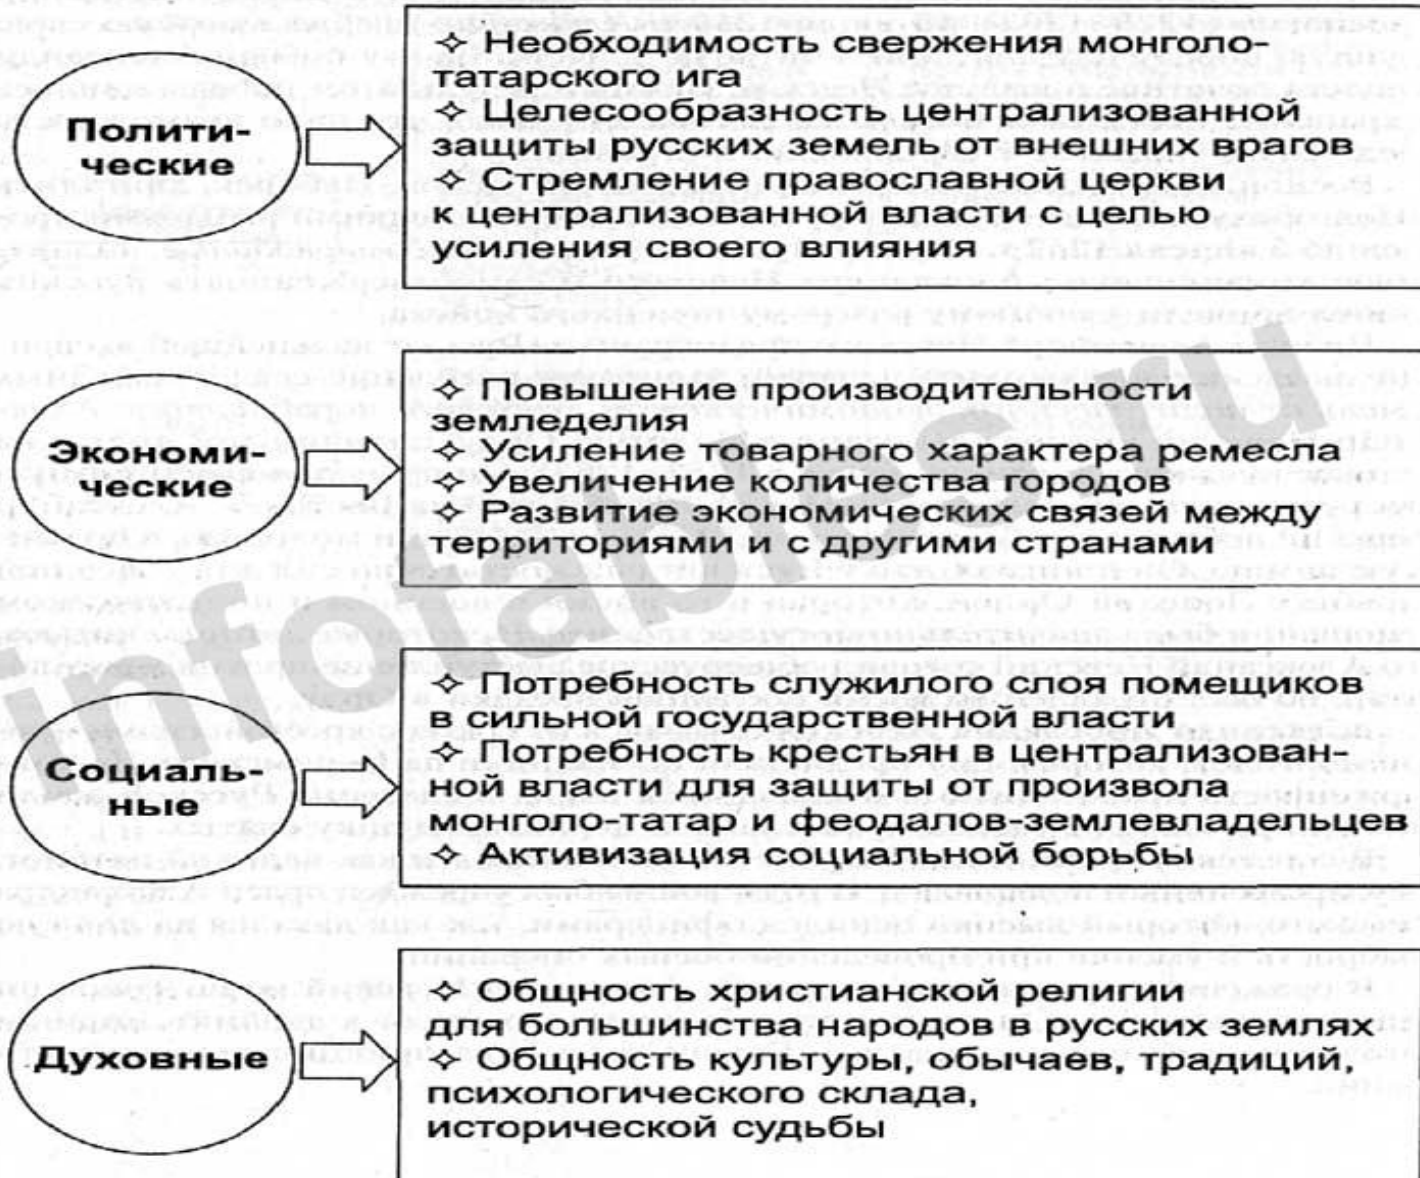 Полити-
ческие
✧ Необходимость свержения монголо-
татарского ига
✧ Целесообразность централизованной
защиты русских земель от внешних врагов
✧ Стремление православной церкви
к централизованной власти с целью
усиления своего влияния
Экономи-
ческие
✧ Повышение производительности
земледелия
✧ Усиление товарного характера ремесла
✧ Увеличение количества городов
✧ Развитие экономических связей между
территориями и с другими странами
Социаль-
ные
✧ Потребность служилого слоя помещиков
в сильной государственной власти
✧ Потребность крестьян в централизован-
ной власти для защиты от произвола
монголо-татар и феодалов-землевладельцев
✧ Активизация социальной борьбы
Духовные
✧ Общность христианской религии
для большинства народов в русских землях
✧ Общность культуры, обычаев, традиций,
психологического склада,
исторической судьбы
infotables.ru